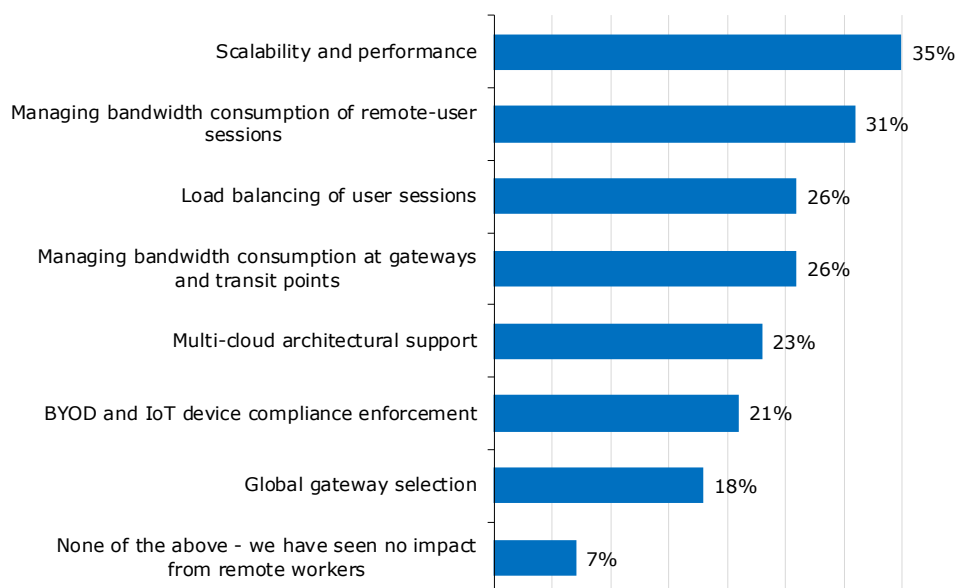 Scalability and performance
35%
Managing bandwidth consumption of remote-user
sessions
31%
Load balancing of user sessions
26%
Managing bandwidth consumption at gateways
and transit points
26%
Multi-cloud architectural support
23%
BYOD and IoT device compliance enforcement
21%
Global gateway selection
18%
None of the above - we have seen no impact
from remote workers
7%